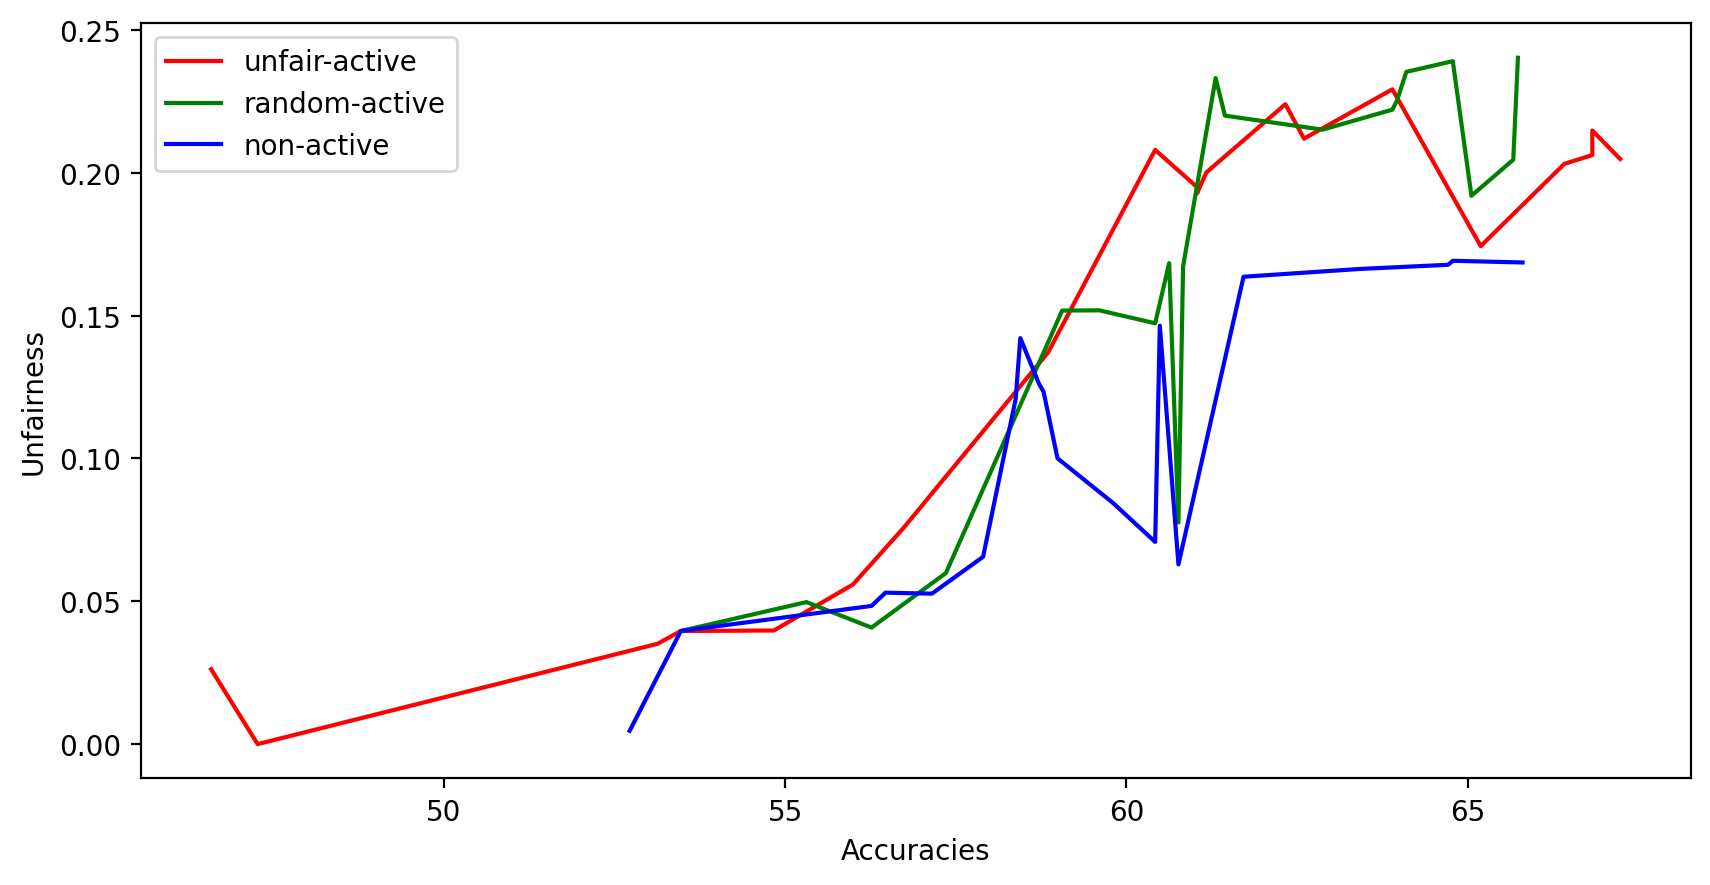 unfair-active
random-active
non-active
0.25
0.20
0.15
0.10
0.05
0.00
Unfairness
50 55 60 65
Accuracies